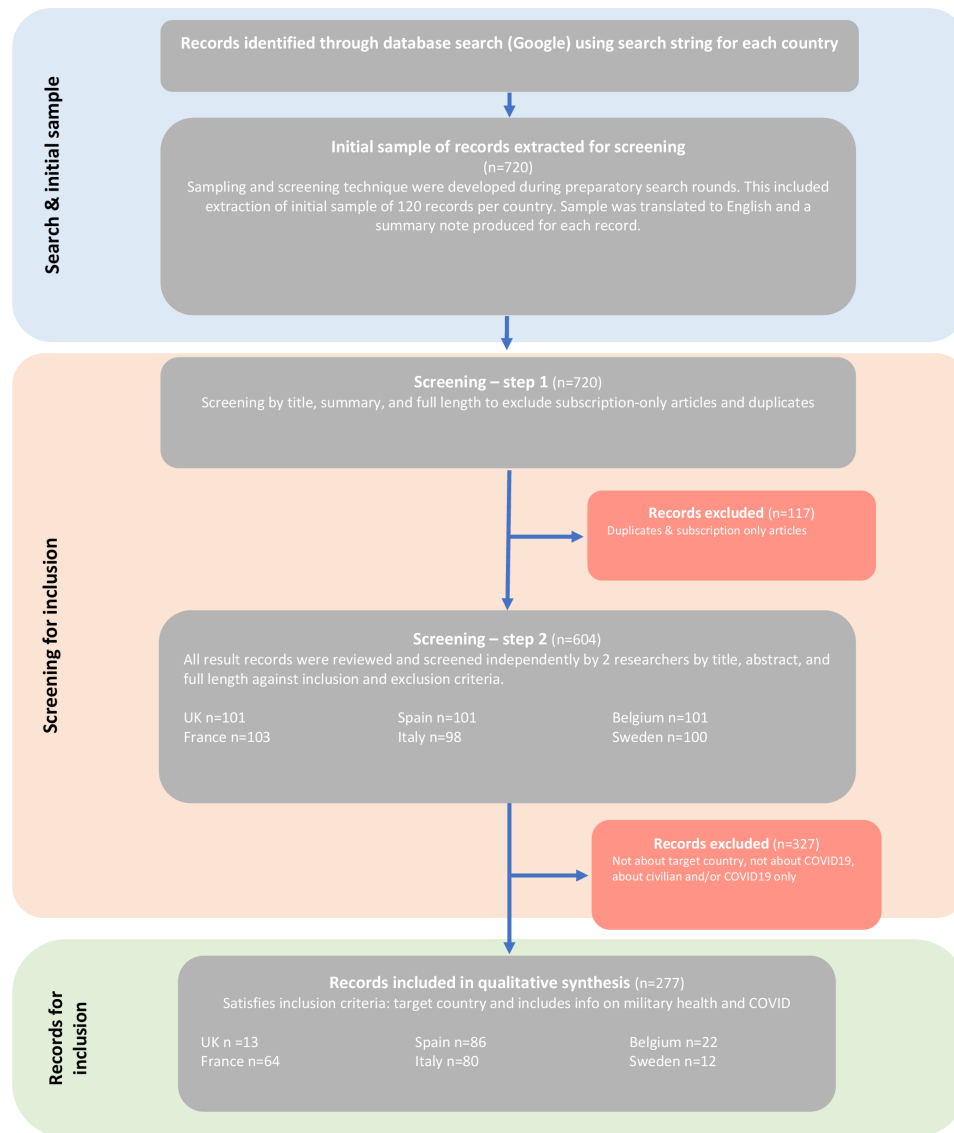 Search & initial sample
Records identified through database search (Google) using search string for each country
Initial sample of records extracted for screening
(n=720)
Sampling and screening technique were developed during preparatory search rounds. This included
extraction of initial sample of 120 records per country. Sample was translated to English and a
summary note produced for each record.
Screening for inclusion
Screening – step 1 (n=720)
Screening by title, summary, and full length to exclude subscription-only articles and duplicates
Records excluded (n=117)
Duplicates & subscription only articles
Screening – step 2 (n=604)
All result records were reviewed and screened independently by 2 researchers by title, abstract, and
full length against inclusion and exclusion criteria.
UK n=101 Spain n=101 Belgium n=101
France n=103 Italy n=98 Sweden n=100
Records excluded (n=327)
Not about target country, not about COVID19,
about civilian and/or COVID19 only
Records for
inclusion
Records included in qualitative synthesis (n=277)
Satisfies inclusion criteria: target country and includes info on military health and COVID
UK n =13 Spain n=86 Belgium n=22
France n=64 Italy n=80 Sweden n=12